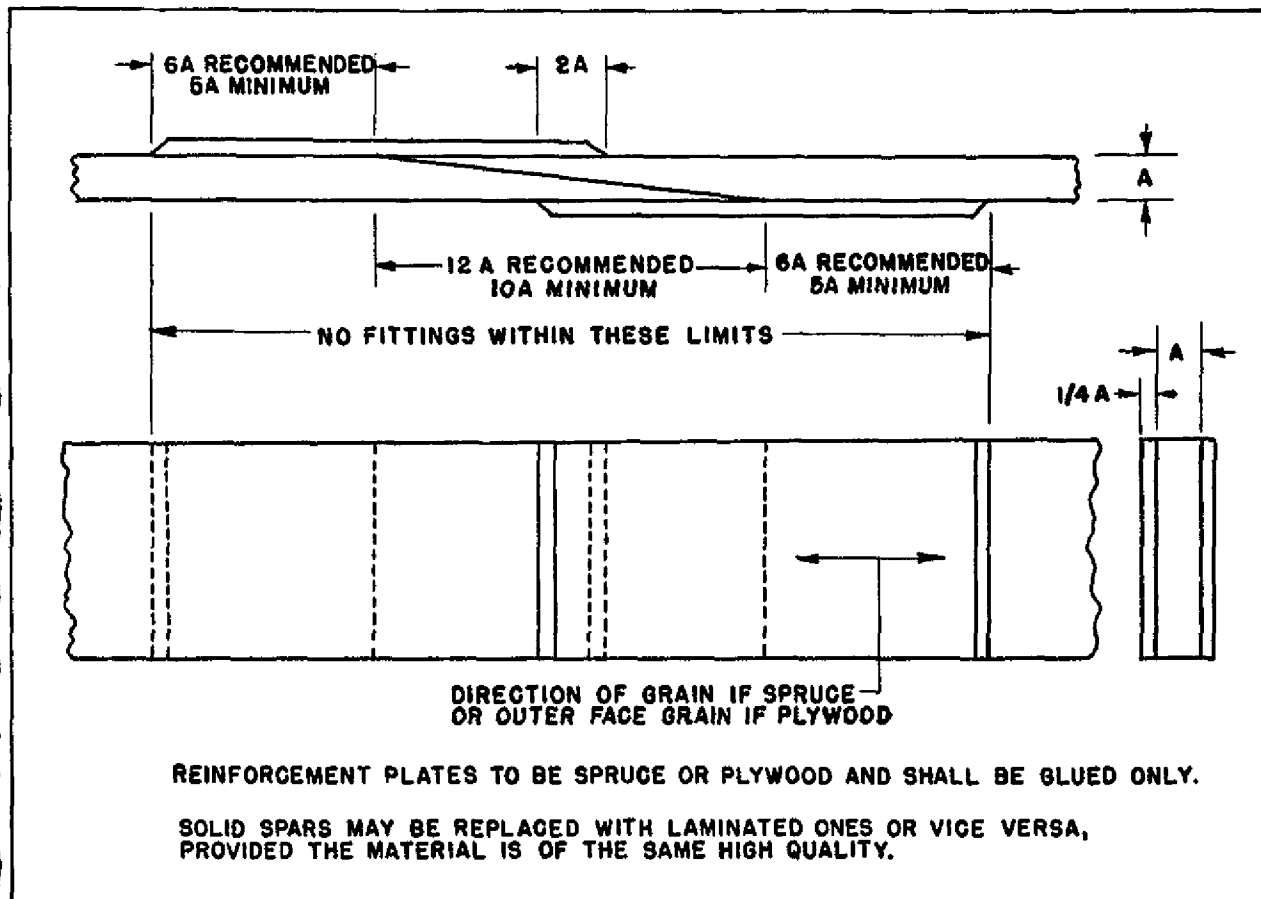 6A RECOMMENDED
5A MINIMUM
2A
A
12A RECOMMENDED
10A MINIMUM
6A RECOMMENDED
5A MINIMUM
NO FITTINGS WITHIN THESE LIMITS
A
1/4A
DIRECTION OF GRAIN IF SPRUCE
OR OUTER FACE GRAIN IF PLYWOOD
REINFORCEMENT PLATES TO BE SPRUCE OR PLYWOOD AND SHALL BE GLUED ONLY.
SOLID SPARS MAY BE REPLACED WITH LAMINATED ONES OR VICE VERSA,
PROVIDED THE MATERIAL IS OF THE SAME HIGH QUALITY.